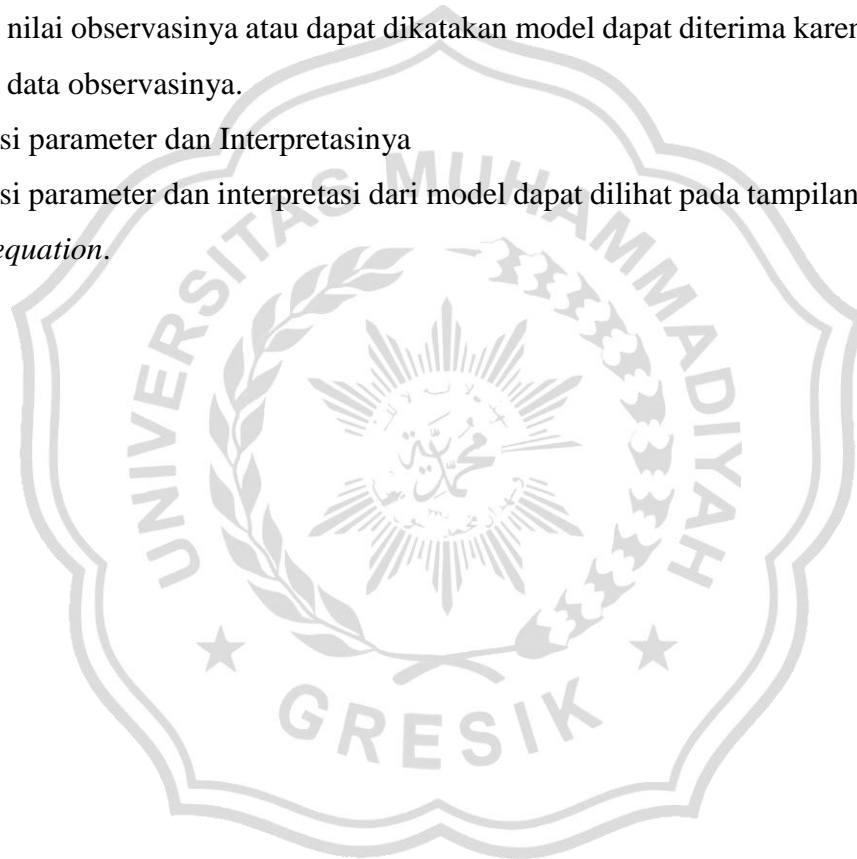 nilai observasinya atau dapat dikatakan model dapat diterima karen
data observasinya.
si parameter dan Interpretasinya
si parameter dan interpretasi dari model dapat dilihat pada tampilan
equation.
UNIVERSITAS MUHAMMADIYAH
GRESIK